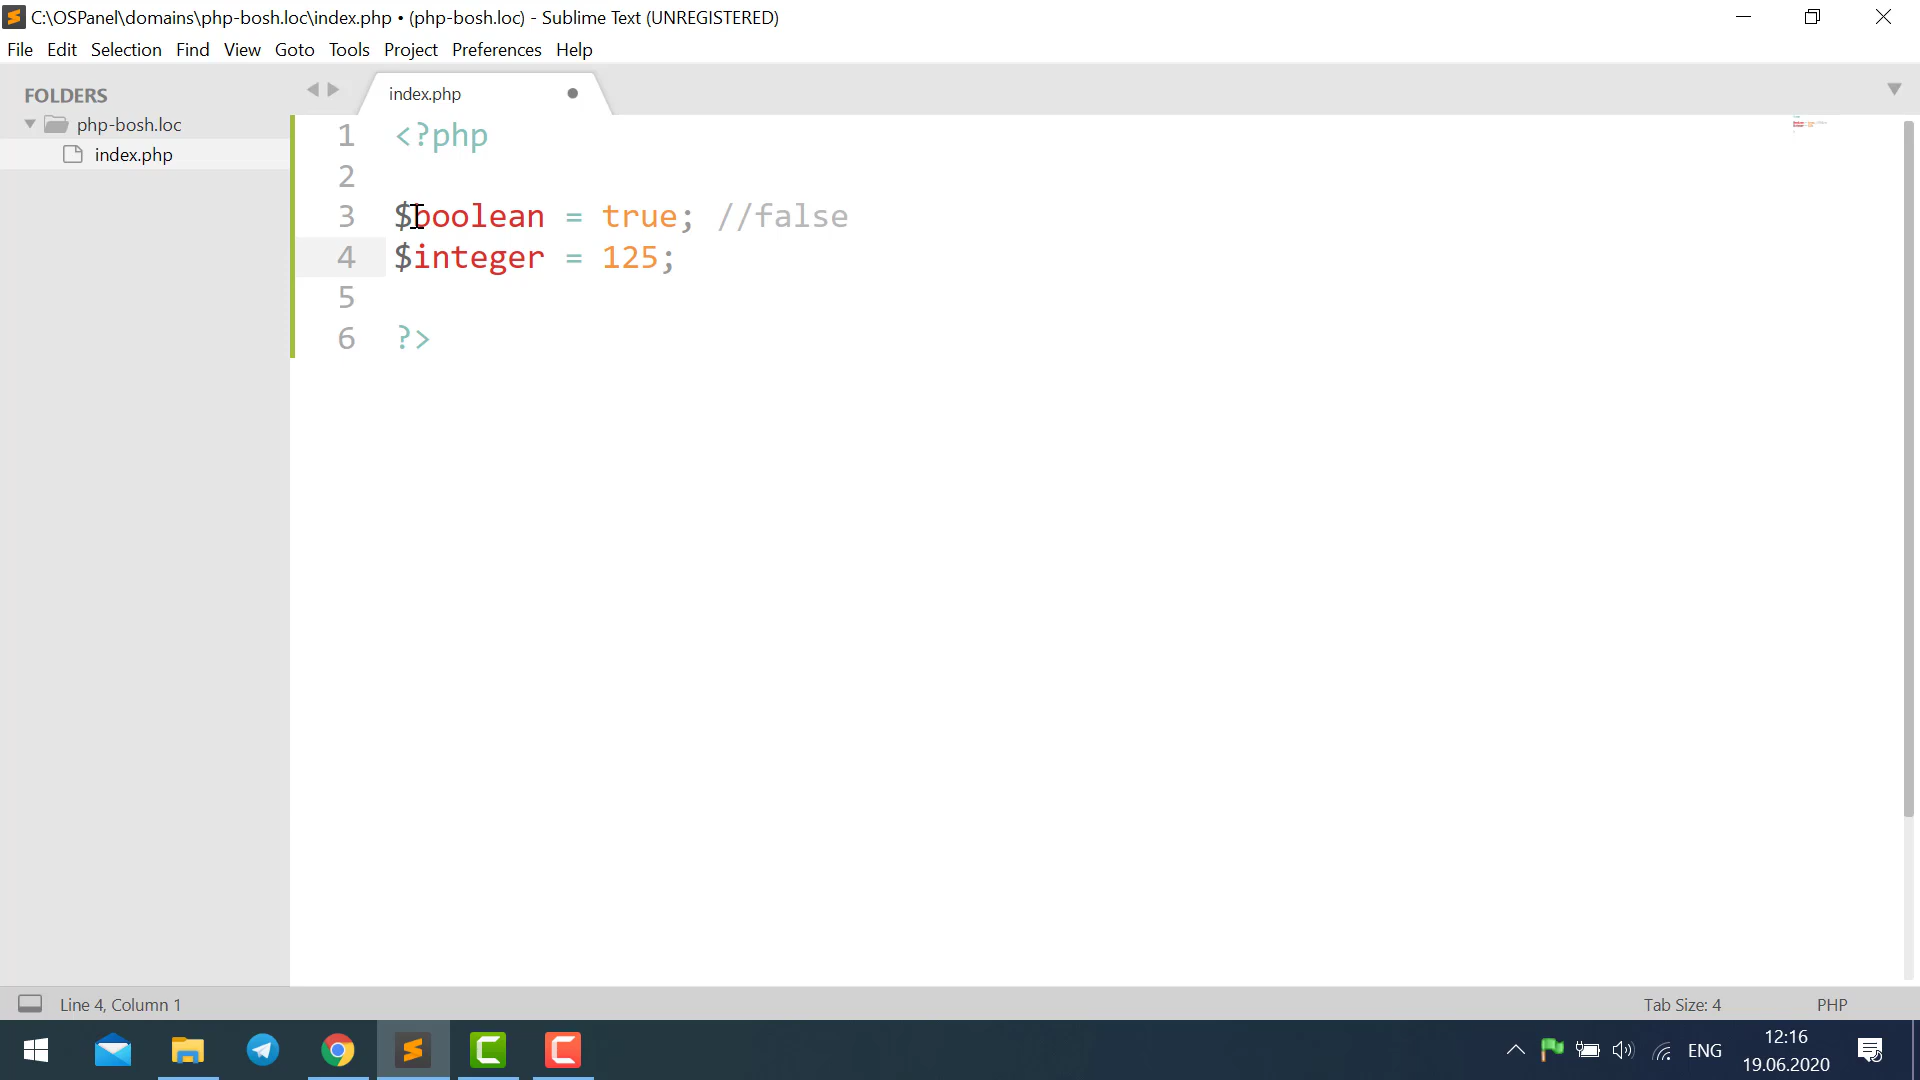 C:\OSPanel\domains\php-bosh.loc\index.php • (php-bosh.loc) - Sublime Text (UNREGISTERED)
File Edit Selection Find View Goto Tools Project Preferences Help
FOLDERS
php-bosh.loc
index.php
index.php
1 <?php
2
3 $boolean = true; //false
4 $integer = 125;
5
6 ?>
Line 4, Column 1
Tab Size: 4
PHP
ENG
12:16
19.06.2020